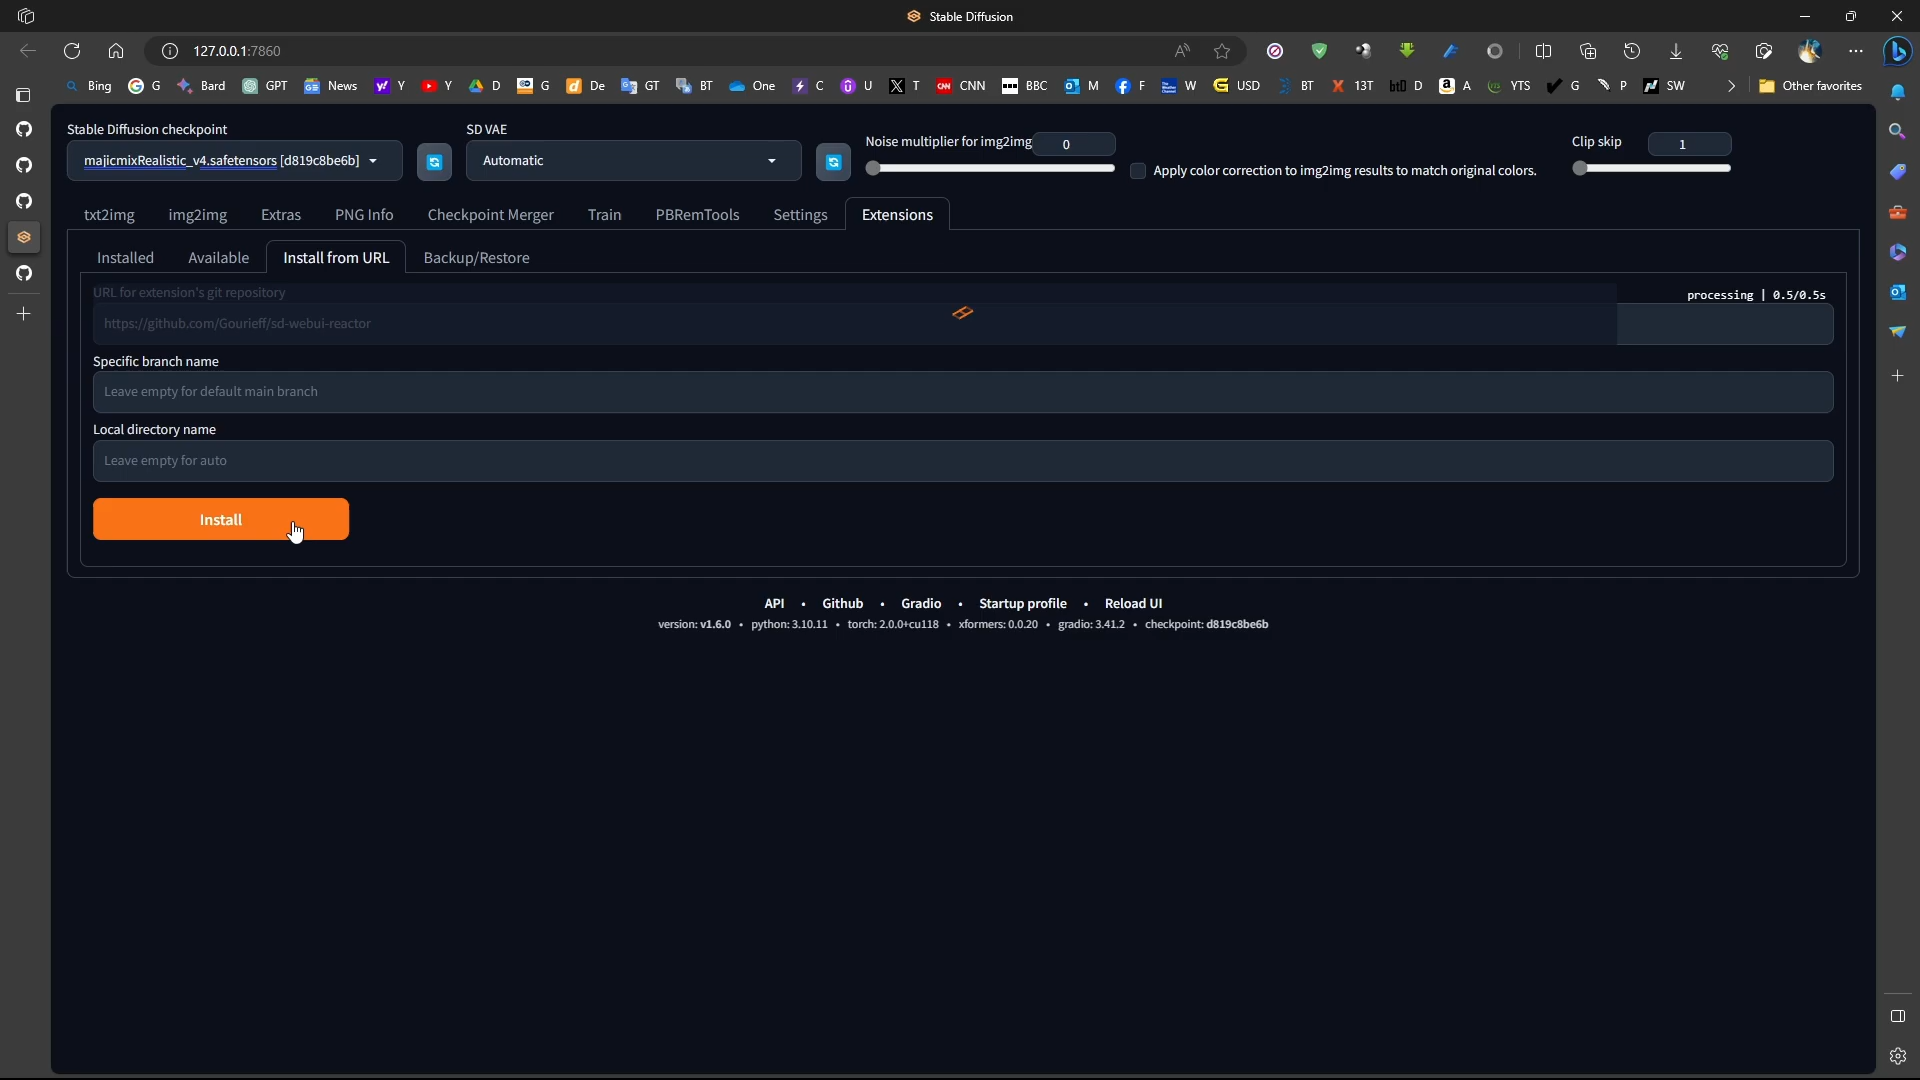 Stable Diffusion
127.0.0.1:7860
Bing G Bard GPT News Y Y D G De GT BT One C U T CNN BBC M F W USD BT 13T btD D A YTS G P SW Other favorites
Stable Diffusion checkpoint
SD VAE
Noise multiplier for img2img 0
Clip skip 1
majicmixRealistic_v4.safetensors [d819c8be6b]
Automatic
Apply color correction to img2img results to match original colors.
txt2img img2img Extras PNG Info Checkpoint Merger Train PBRemTools Settings Extensions
Installed Available Install from URL Backup/Restore
URL for extension's git repository
processing | 0.5/0.5s
https://github.com/Gourieff/sd-webui-reactor
Specific branch name
Leave empty for default main branch
Local directory name
Leave empty for auto
Install
API • Github • Gradio • Startup profile • Reload UI
version: v1.6.0 • python: 3.10.11 • torch: 2.0.0+cu118 • xformers: 0.0.20 • gradio: 3.41.2 • checkpoint: d819c8be6b